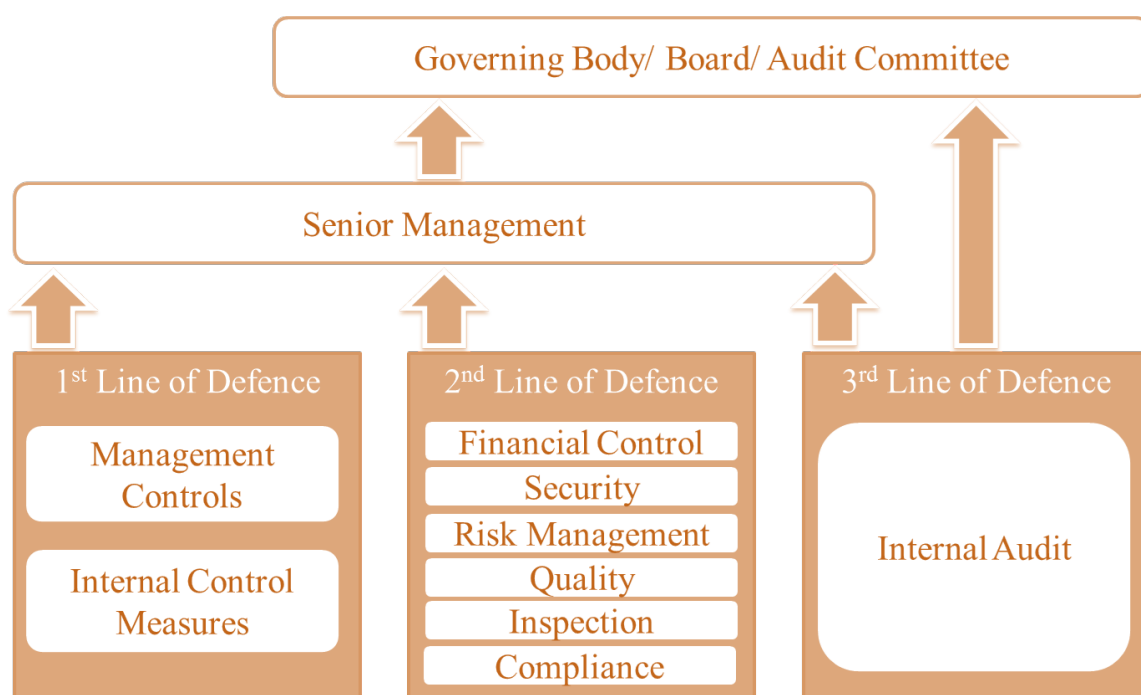 Governing Body/ Board/ Audit Committee
Senior Management
1st Line of Defence
Management
Controls
Internal Control
Measures
2nd Line of Defence
Financial Control
Security
Risk Management
Quality
Inspection
Compliance
3rd Line of Defence
Internal Audit